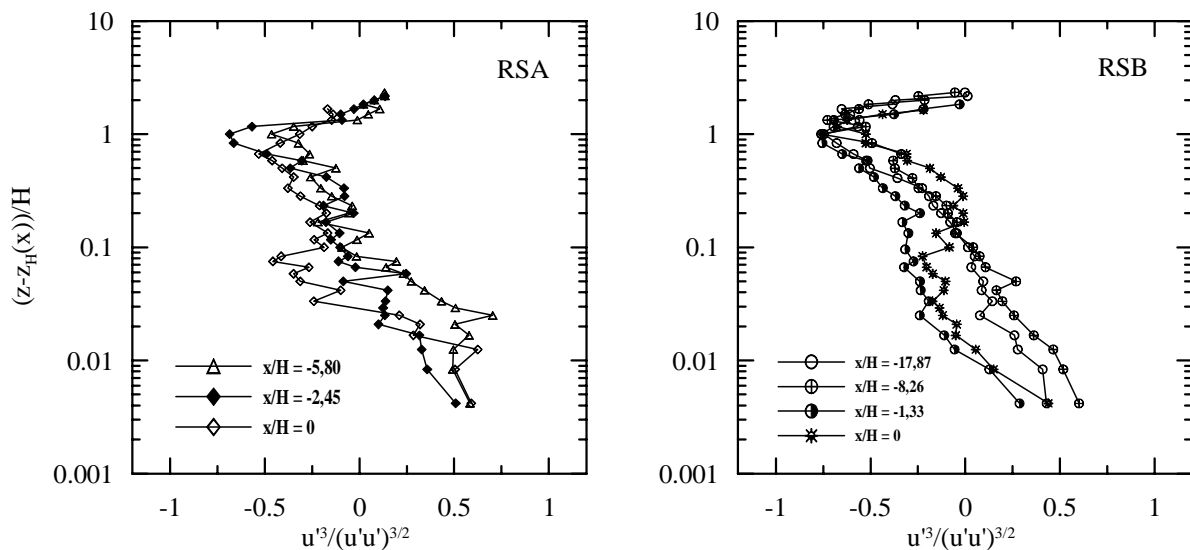 10
1
0.1
0.01
0.001
(z-z_H(x))/H
RSA
x/H = -5,80
x/H = -2,45
x/H = 0
-1 -0.5 0 0.5 1
u'³/(u'u')³/²
10
1
0.1
0.01
0.001
RSB
x/H = -17,87
x/H = -8,26
x/H = -1,33
x/H = 0
-1 -0.5 0 0.5 1
u'³/(u'u')³/²